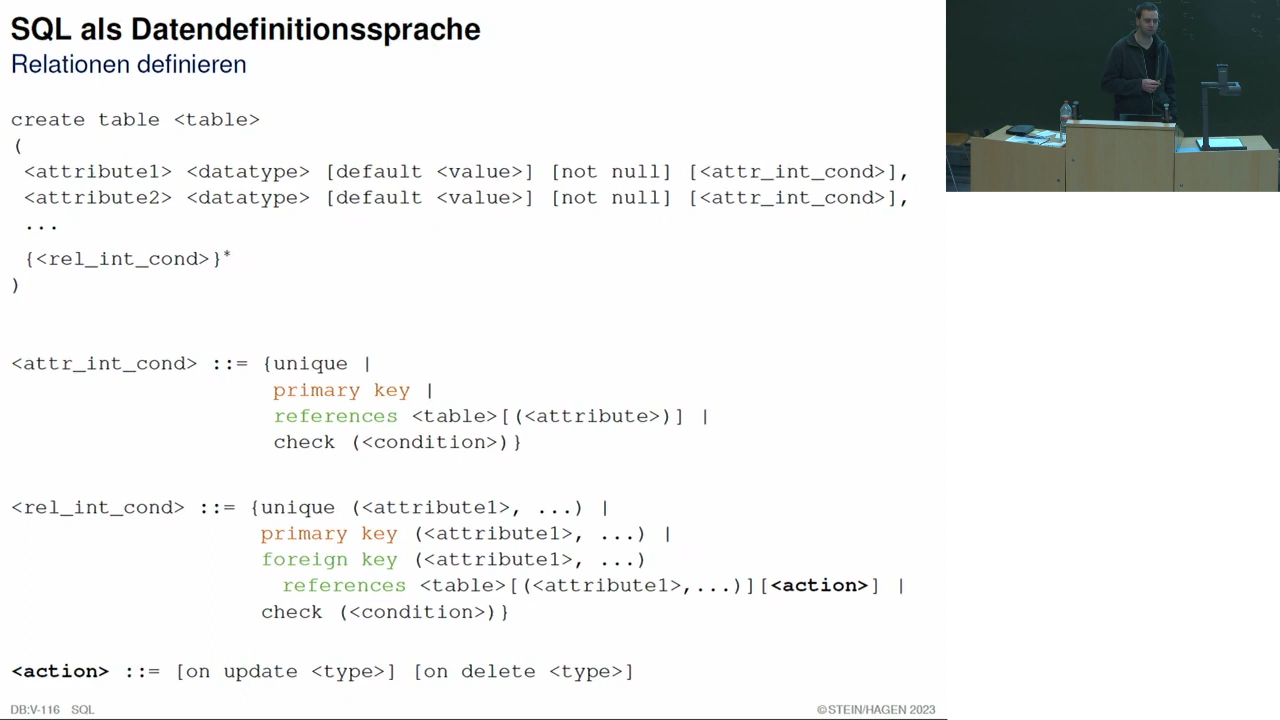 SQL als Datendefinitionssprache
Relationen definieren
create table <table>
(
<attribute1> <datatype> [default <value>] [not null] [<attr_int_cond>],
<attribute2> <datatype> [default <value>] [not null] [<attr_int_cond>],
...
{<rel_int_cond>}*
)
<attr_int_cond> ::= {unique |
primary key |
references <table>[(<attribute>)] |
check (<condition>)}
<rel_int_cond> ::= {unique (<attribute1>, ...) |
primary key (<attribute1>, ...) |
foreign key (<attribute1>, ...)
references <table>[(<attribute1>,...)][<action>] |
check (<condition>)}
<action> ::= [on update <type>] [on delete <type>]
DB:V-116 SQL
©STEIN/HAGEN 2023